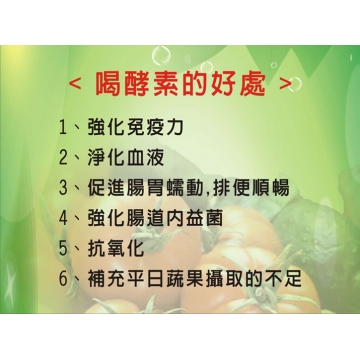 < 喝酵素的好處 >
1、強化免疫力
2、淨化血液
3、促進腸胃蠕動,排便順暢
4、強化腸道內益菌
5、抗氧化
6、補充平日蔬果攝取的不足